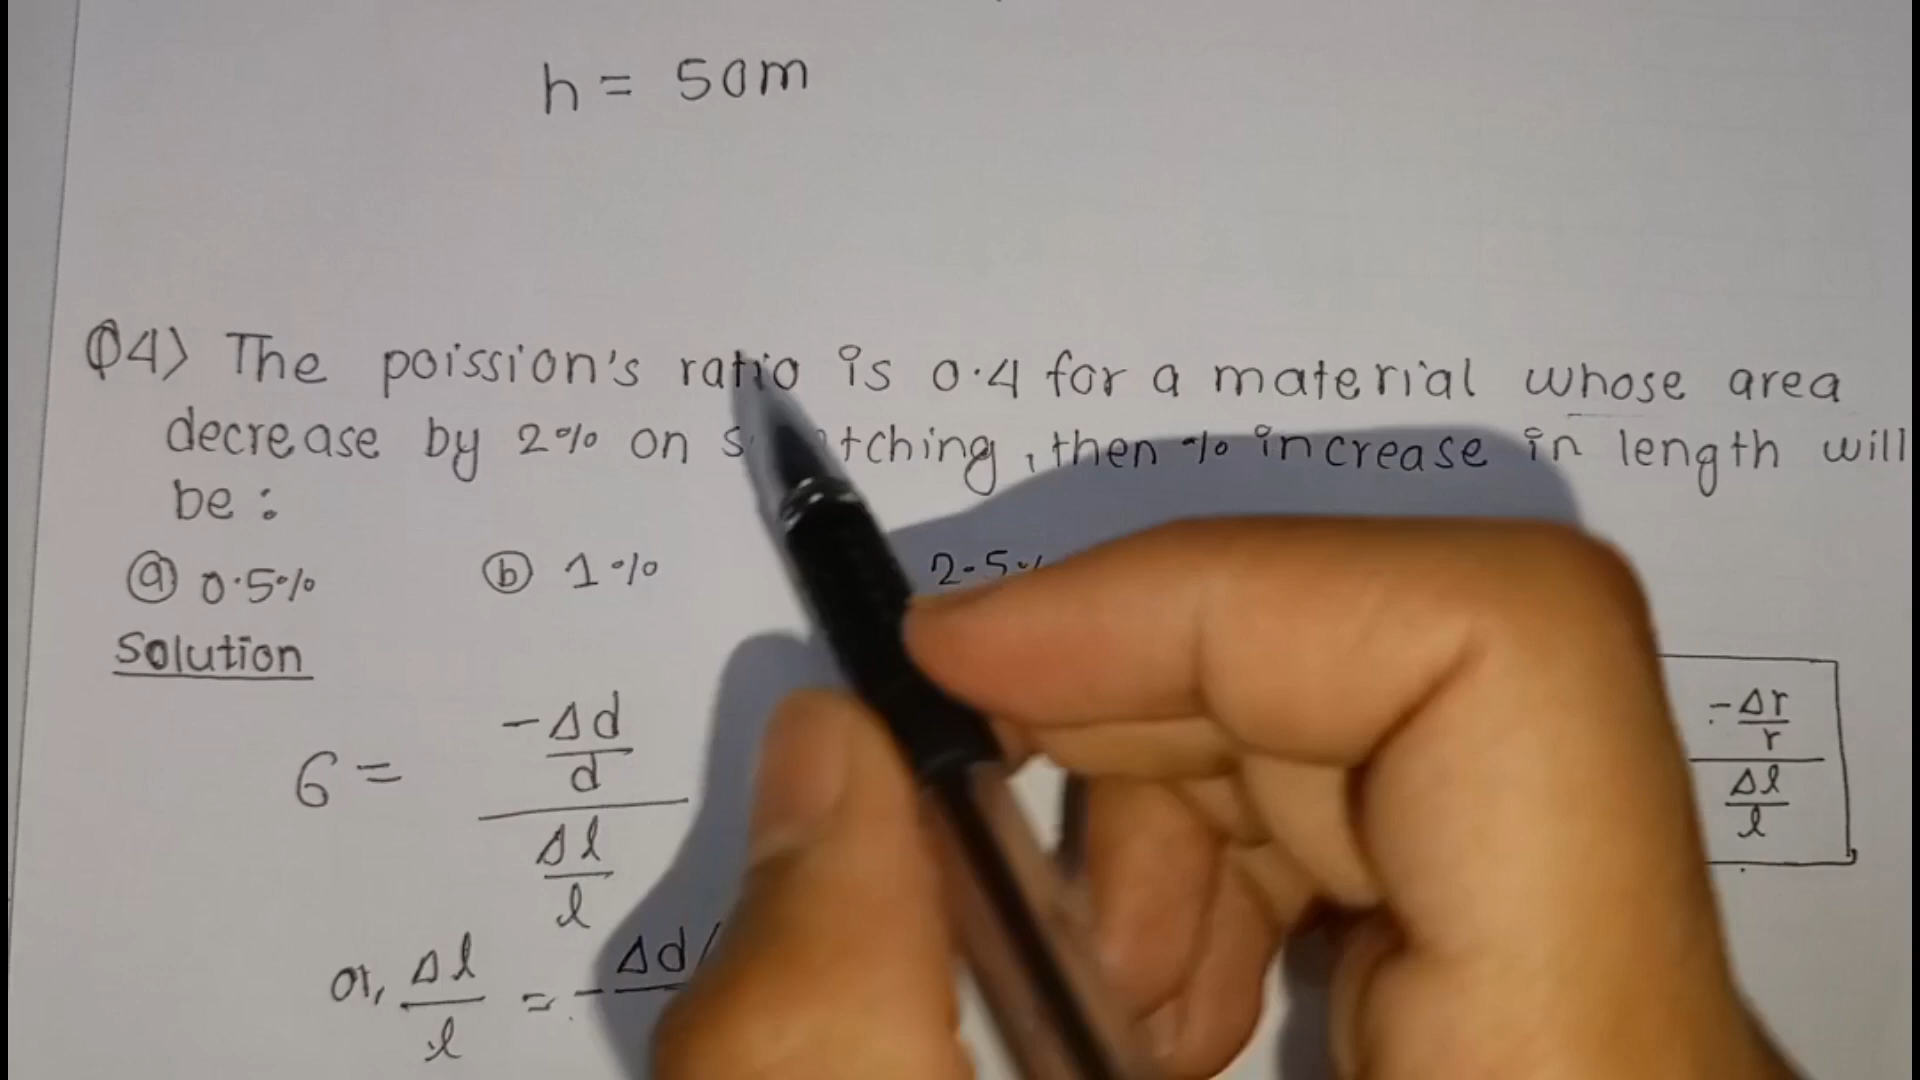 h = 50m
Q4) The poission's ratio is 0.4 for a material whose area
decrease by 2% on tching, then % increase in length will
be :
(a) 0.5% (b) 1% 2.5%
Solution
6 = -Δd/d / Δl/l
-Δr/r / Δl/l
or, Δl/l = - Δd/